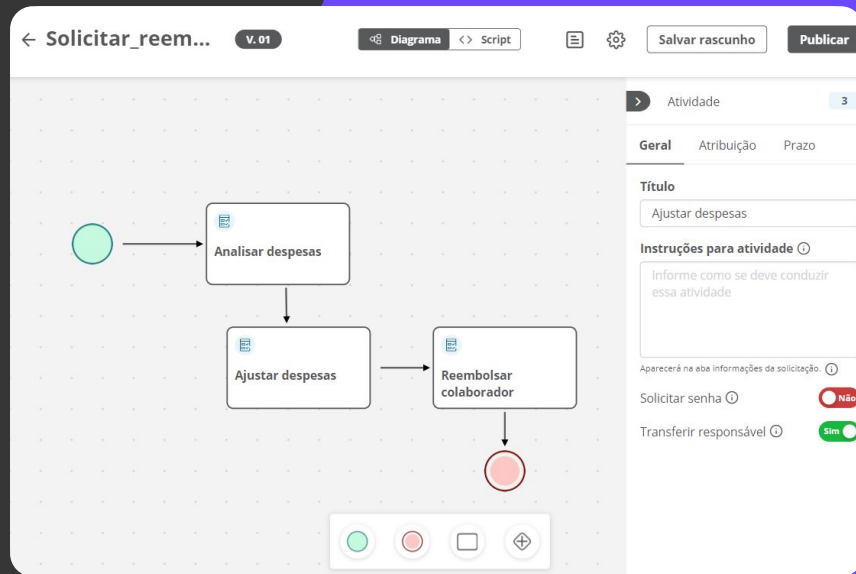 Solicitar_reem...
V. 01
Diagrama
<> Script
Salvar rascunho
Publicar
Atividade
3
Geral
Atribuição
Prazo
Título
Ajustar despesas
Instruções para atividade
Informe como se deve conduzir
essa atividade
Aparecerá na aba informações da solicitação.
Solicitar senha
Não
Transferir responsável
Sim
Analisar despesas
Ajustar despesas
Reembolsar
colaborador